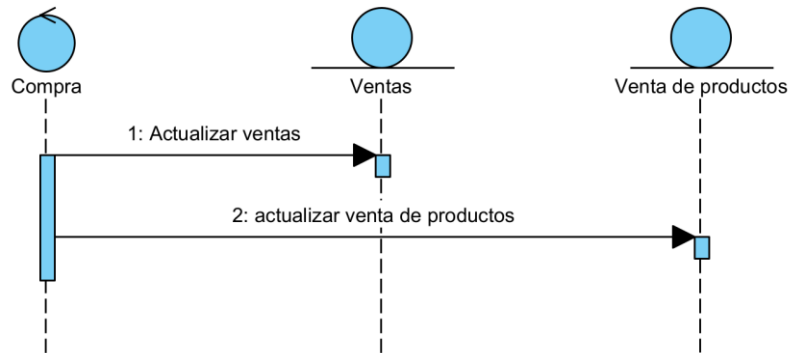 Compra
Ventas
Venta de productos
1: Actualizar ventas
2: actualizar venta de productos